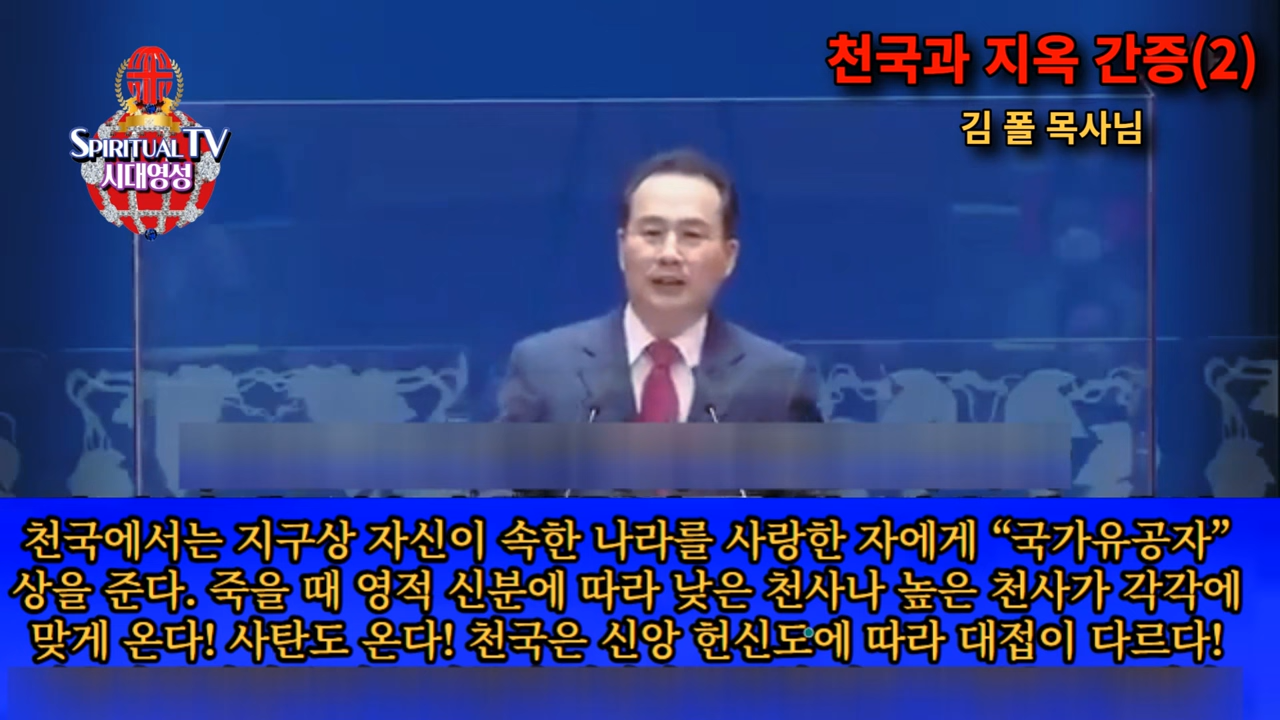 천국과 지옥 간증(2)
김 폴 목사님
SPIRITUAL TV
시대영성
천국에서는 지구상 자신이 속한 나라를 사랑한 자에게 “국가유공자”
상을 준다. 죽을 때 영적 신분에 따라 낮은 천사나 높은 천사가 각각에
맞게 온다! 사탄도 온다! 천국은 신앙 헌신도에 따라 대접이 다르다!